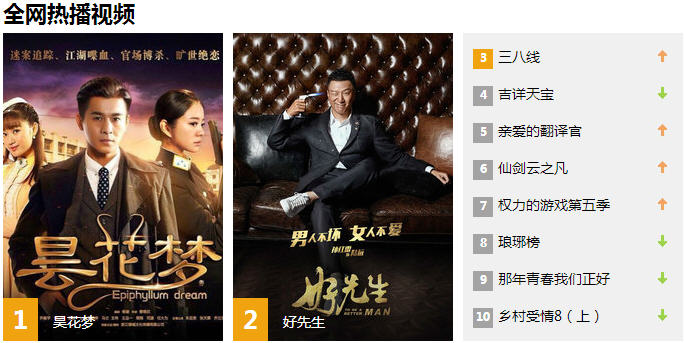 全网热播视频
迷案追踪、江湖喋血、官场博杀、旷世绝恋
昙花梦
Epiphyllum dream
1
昙花梦
男人不坏 女人不爱
好先生
TO BE A BETTER MAN
2
好先生
3 三八线
4 吉详天宝
5 亲爱的翻译官
6 仙剑云之凡
7 权力的游戏第五季
8 琅琊榜
9 那年青春我们正好
10 乡村爱情8（上）